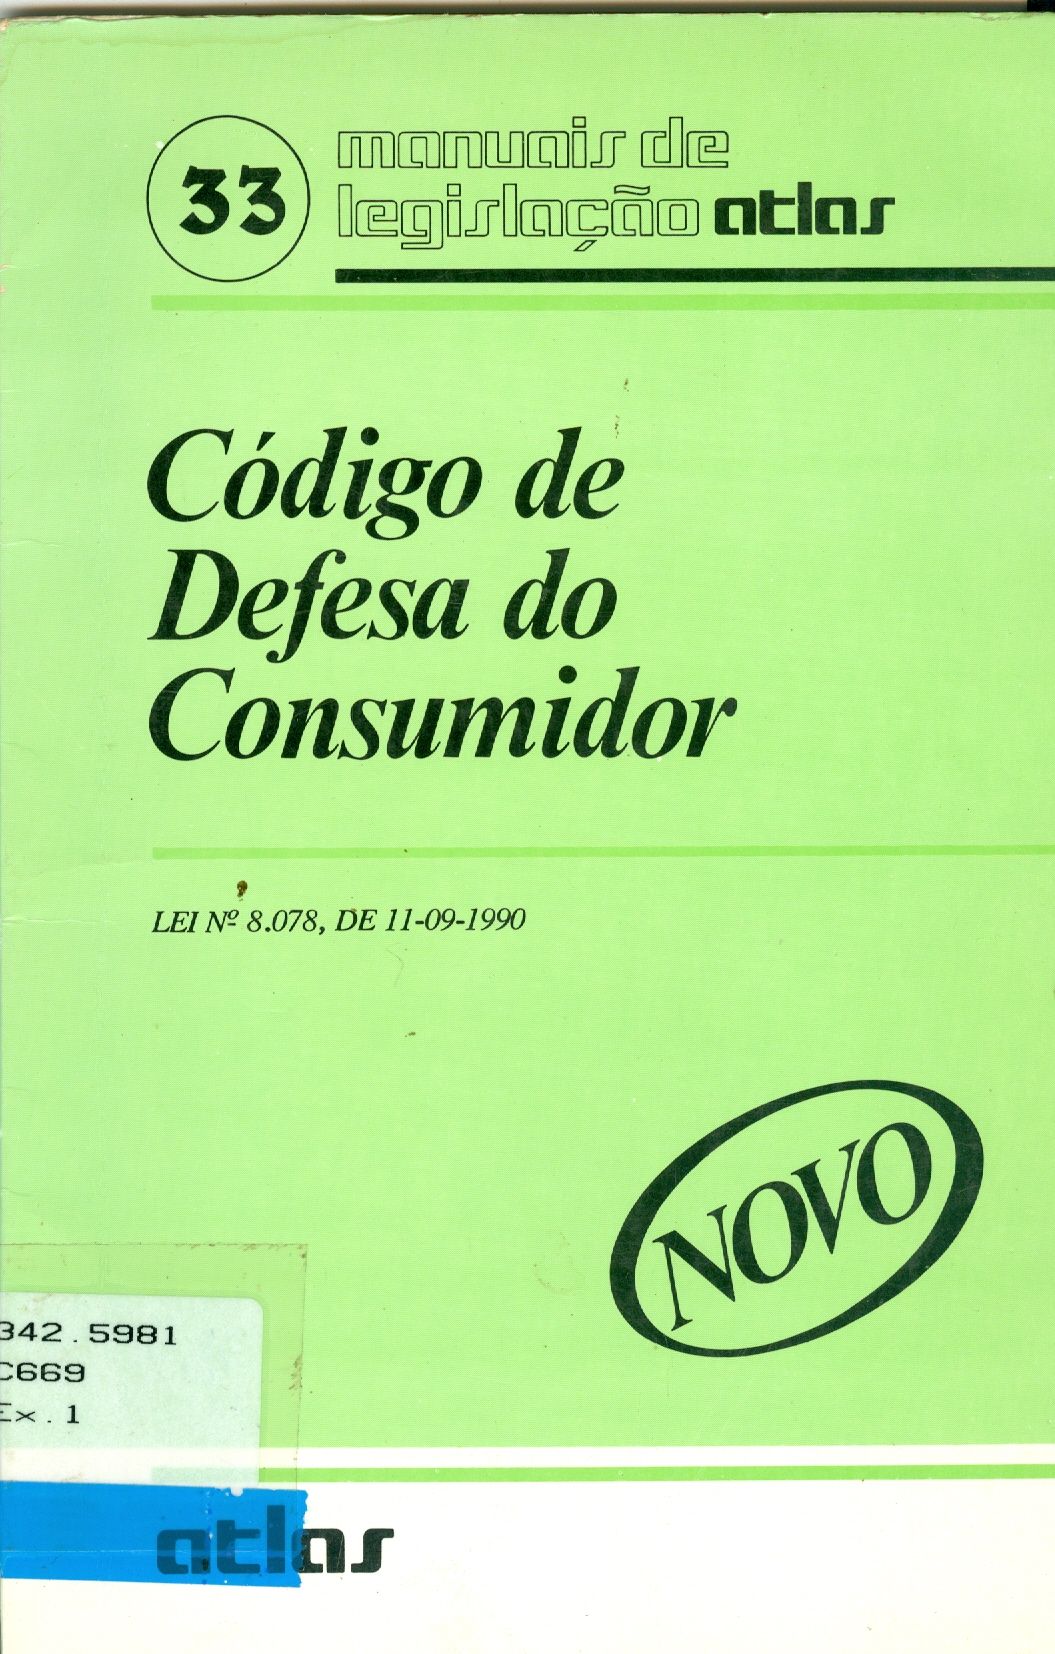 33
manuais de
legislação atlas
Código de
Defesa do
Consumidor
LEI Nº 8.078, DE 11-09-1990
NOVO
342.5981
C669
Ex.1
atlas